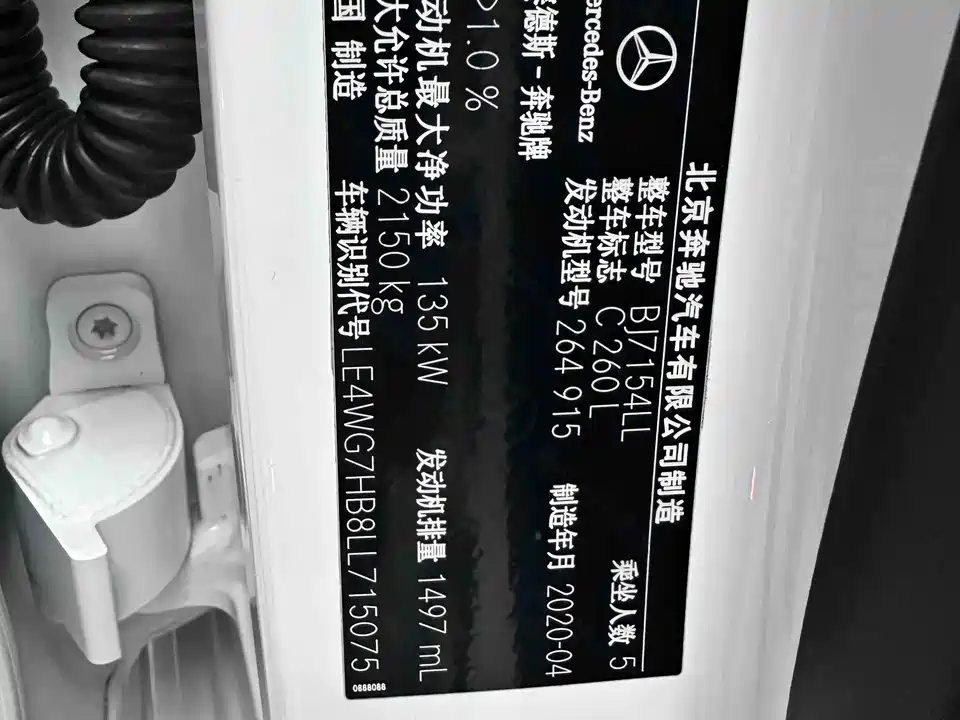 北京奔驰汽车有限公司制造
整车型号 BJ7154LL 乘坐人数 5
整车标志 C 260 L
发动机型号 264 915 制造年月 2020-04
Mercedes-Benz
德斯-奔驰牌
1.0 %
动机最大净功率 135 kW 发动机排量 1497 mL
大允许总质量 2150 kg
国 制造 车辆识别代号 LE4WG7HB8LL715075
0888088